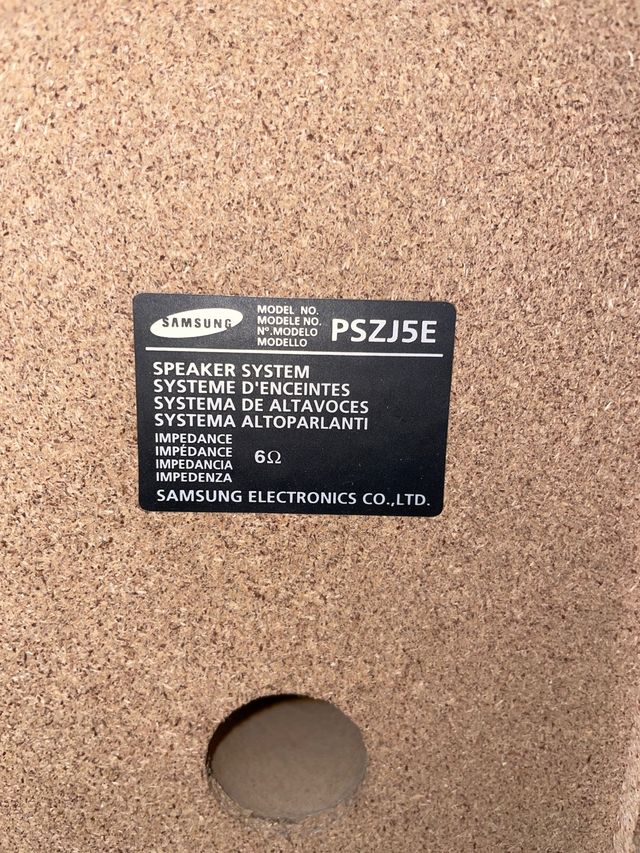 SAMSUNG
MODEL NO.
MODELE NO.
Nº.MODELO
MODELLO
PSZJ5E
SPEAKER SYSTEM
SYSTEME D'ENCEINTES
SYSTEMA DE ALTAVOCES
SYSTEMA ALTOPARLANTI
IMPEDANCE
IMPÉDANCE
IMPEDANCIA
IMPEDENZA
6Ω
SAMSUNG ELECTRONICS CO.,LTD.